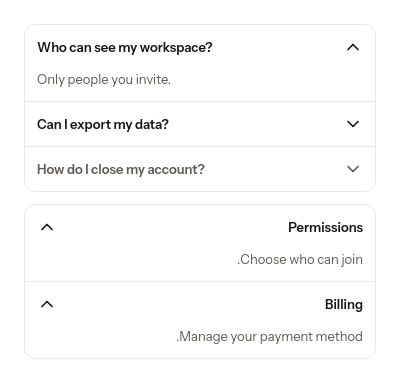 Who can see my workspace?
Only people you invite.
Can I export my data?
How do I close my account?
Permissions
.Choose who can join
Billing
.Manage your payment method